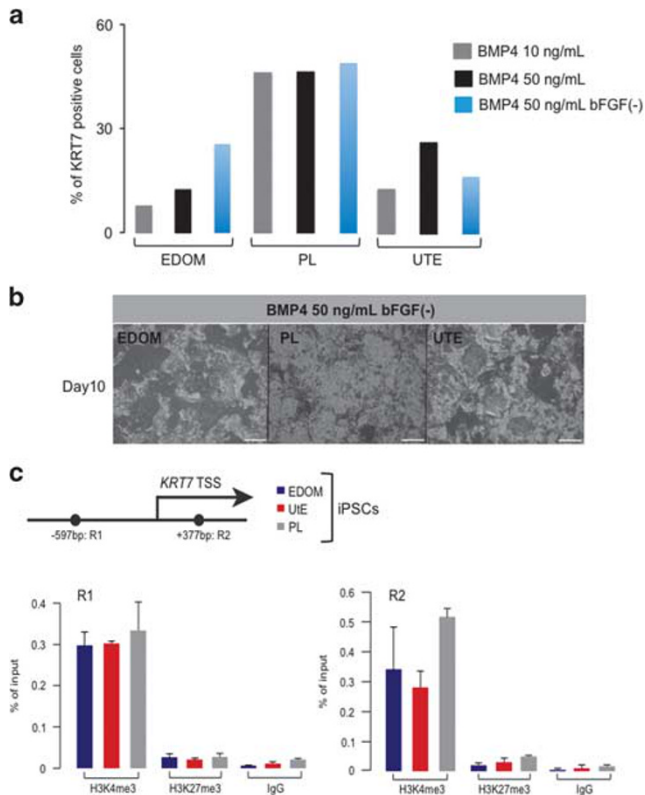 a
60
30
0
% of KRT7 positive cells
BMP4 10 ng/mL
BMP4 50 ng/mL
BMP4 50 ng/mL bFGF(-)
EDOM PL UTE
b
BMP4 50 ng/mL bFGF(-)
EDOM PL UTE
Day10
c
KRT7 TSS
-597bp: R1 +377bp: R2
EDOM
UtE
PL
iPSCs
R1
% of input
0.4
0.3
0.2
0.1
0
H3K4me3 H3K27me3 IgG
R2
% of input
0.6
0.5
0.4
0.3
0.2
0.1
0
H3K4me3 H3K27me3 IgG